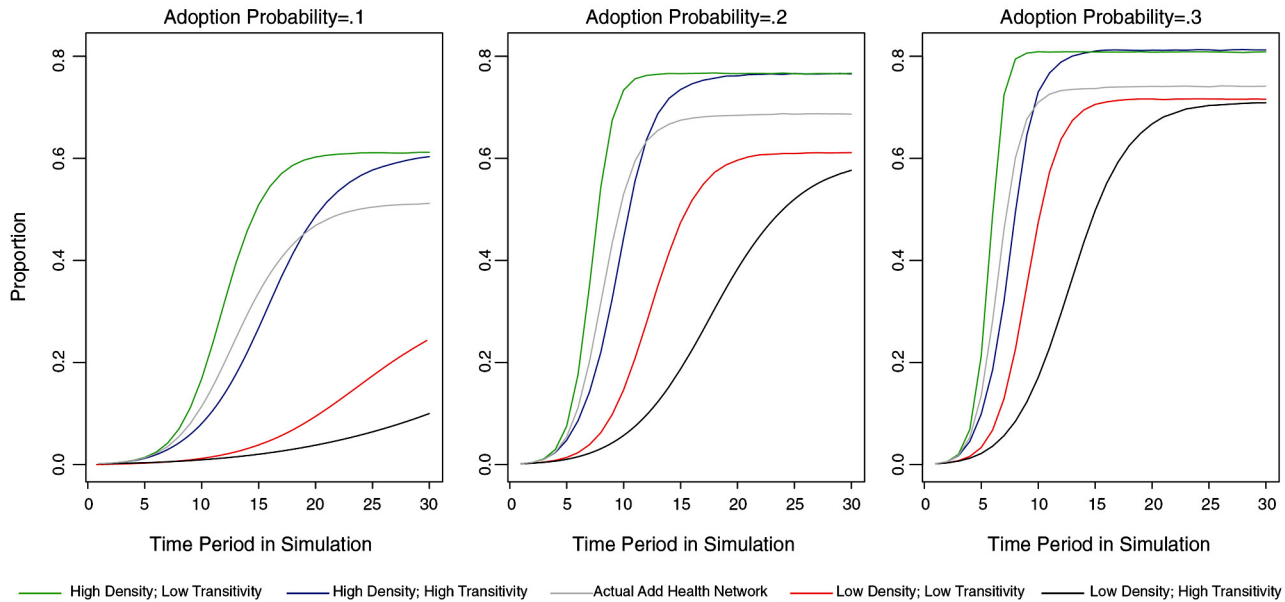 Adoption Probability=.1
Adoption Probability=.2
Adoption Probability=.3
Proportion
0.8
0.6
0.4
0.2
0.0
0.8
0.6
0.4
0.2
0.0
0.8
0.6
0.4
0.2
0.0
0 5 10 15 20 25 30
0 5 10 15 20 25 30
0 5 10 15 20 25 30
Time Period in Simulation
Time Period in Simulation
Time Period in Simulation
High Density; Low Transitivity
High Density; High Transitivity
Actual Add Health Network
Low Density; Low Transitivity
Low Density; High Transitivity